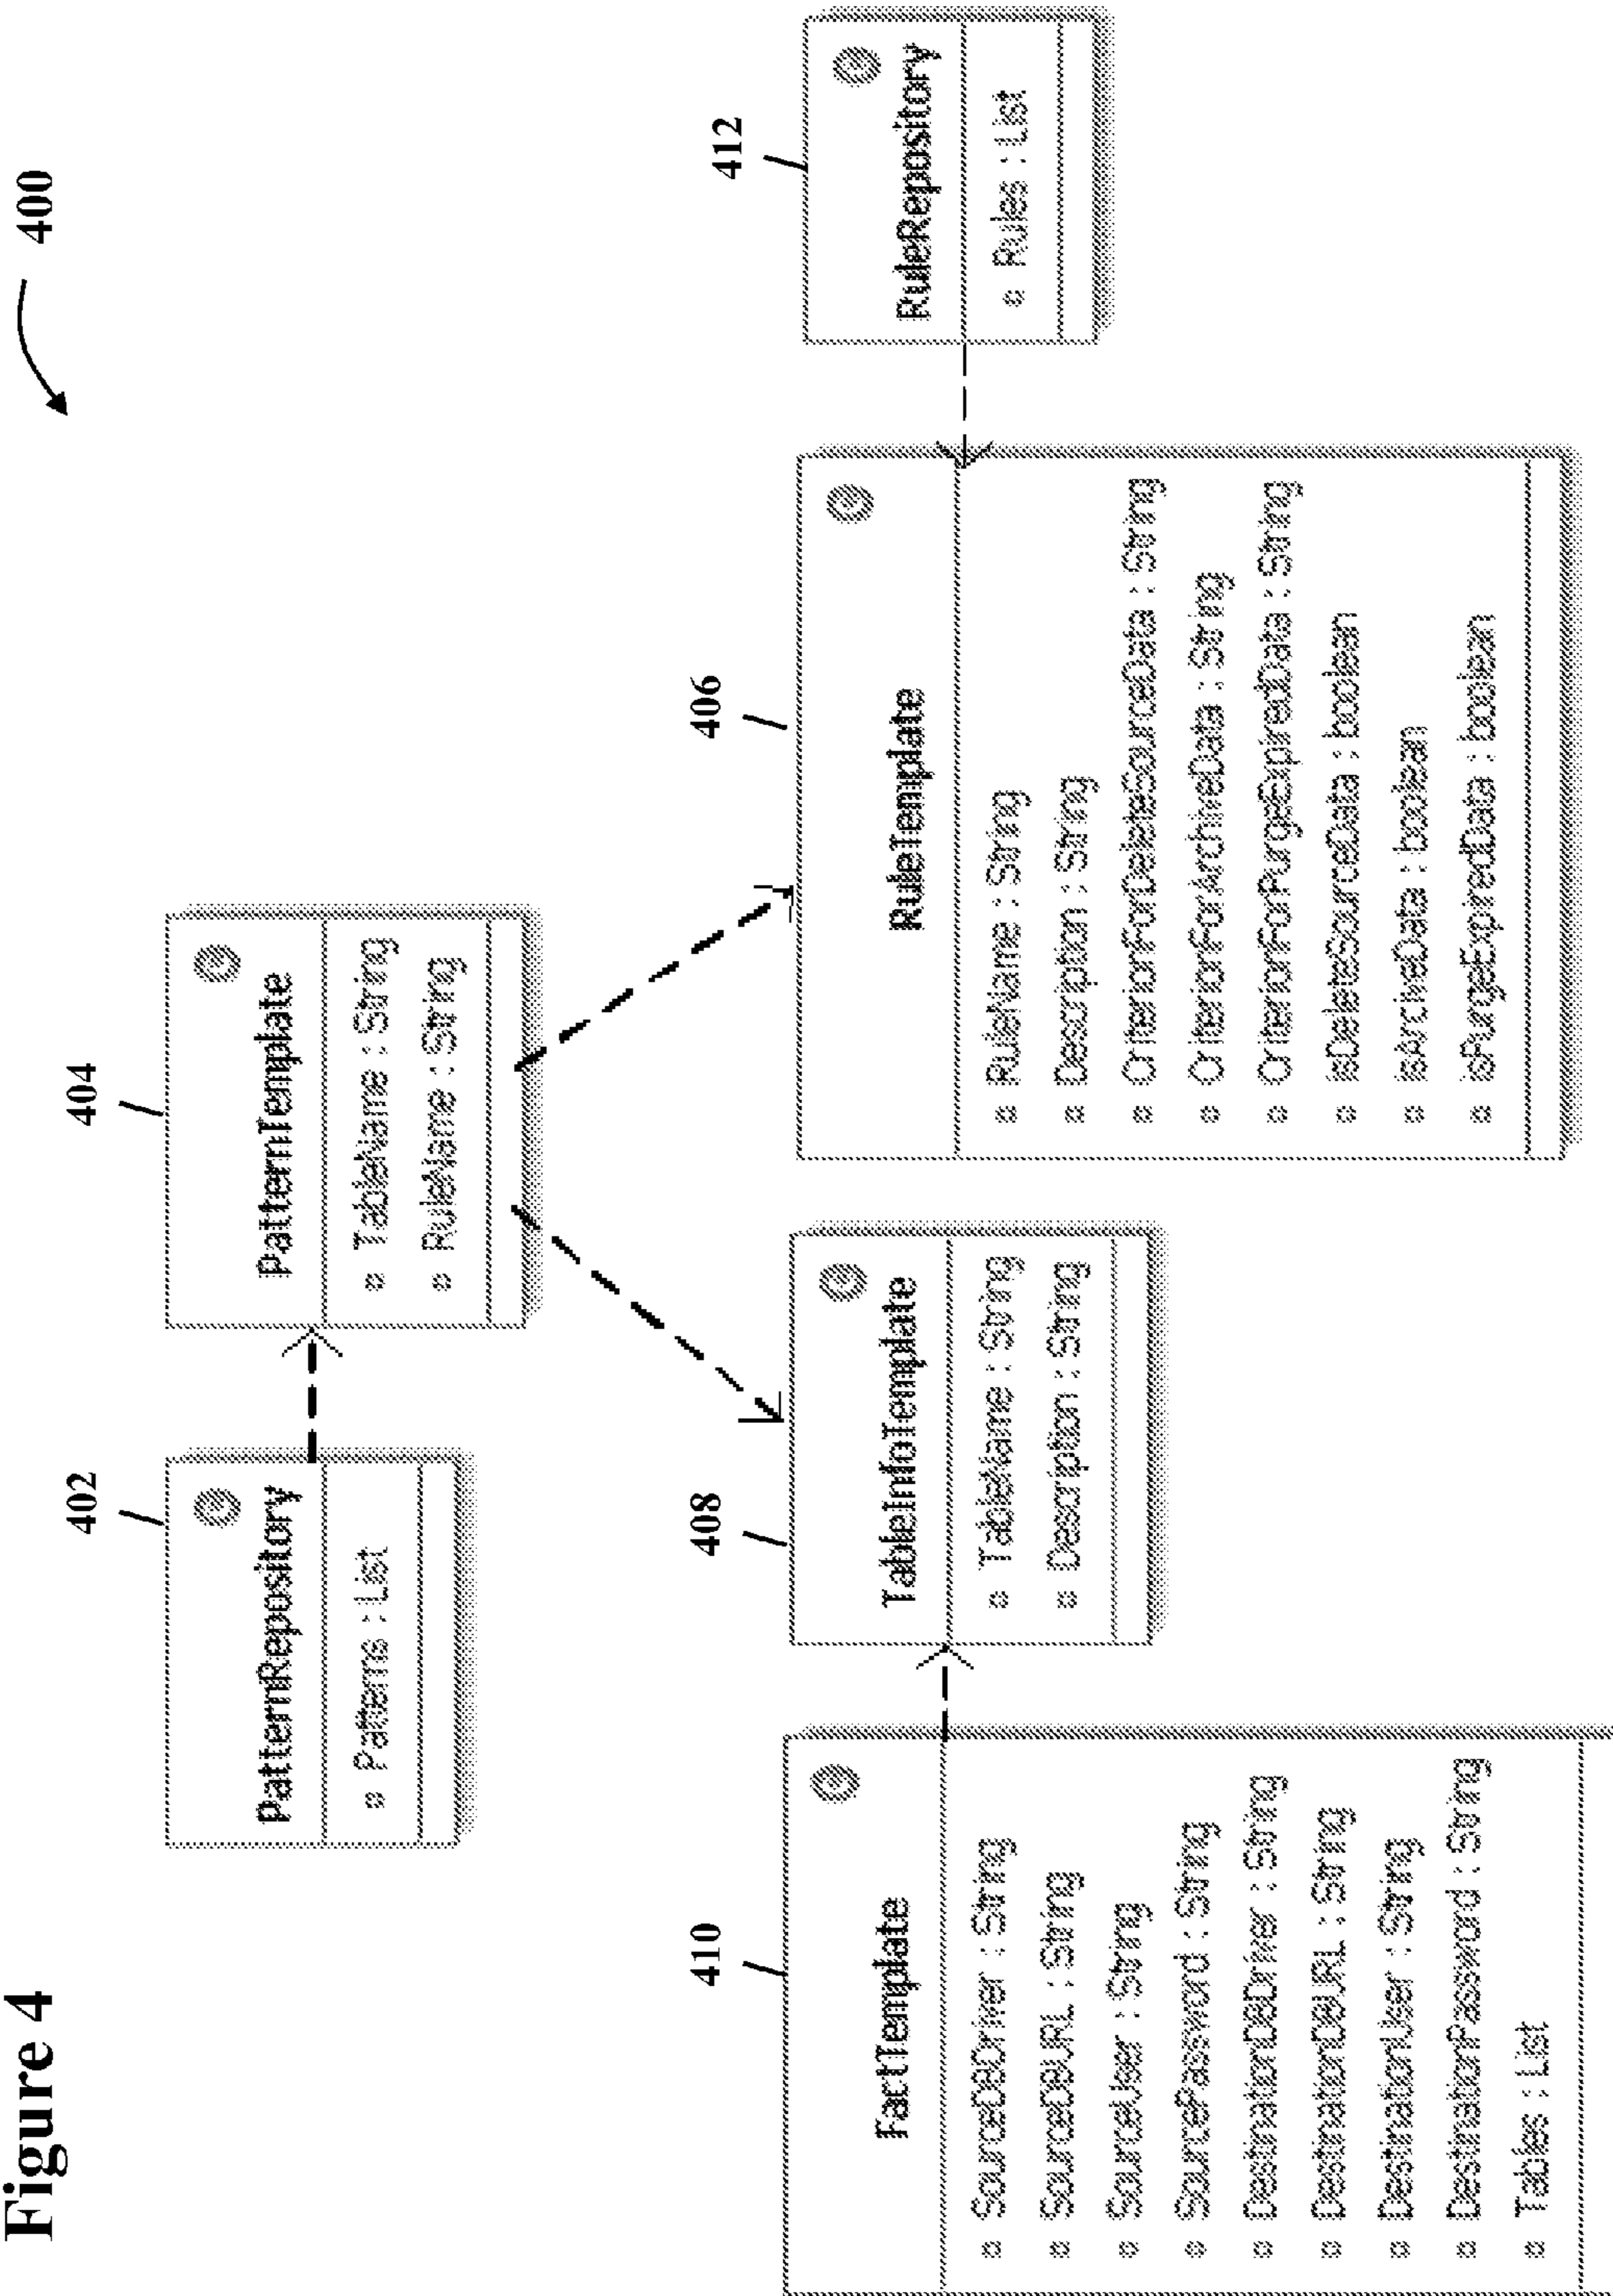 Figure 4
400
402
PatternRepository
Patterns : List
404
PatternTemplate
TableName : String
RuleName : String
410
FactTemplate
SourceDBDriver : String
SourceDBURL : String
SourceUser : String
SourcePassword : String
DestinationDBDriver : String
DestinationDBURL : String
DestinationUser : String
DestinationPassword : String
Tables : List
408
TableInfoTemplate
TableName : String
Description : String
406
RuleTemplate
RuleName : String
Description : String
CriterionForDeleteSourceData : String
CriterionForArchiveData : String
CriterionForPurgeExpiredData : String
isDeleteSourceData : boolean
isArchiveData : boolean
isPurgeExpiredData : boolean
412
RuleRepository
Rules : List